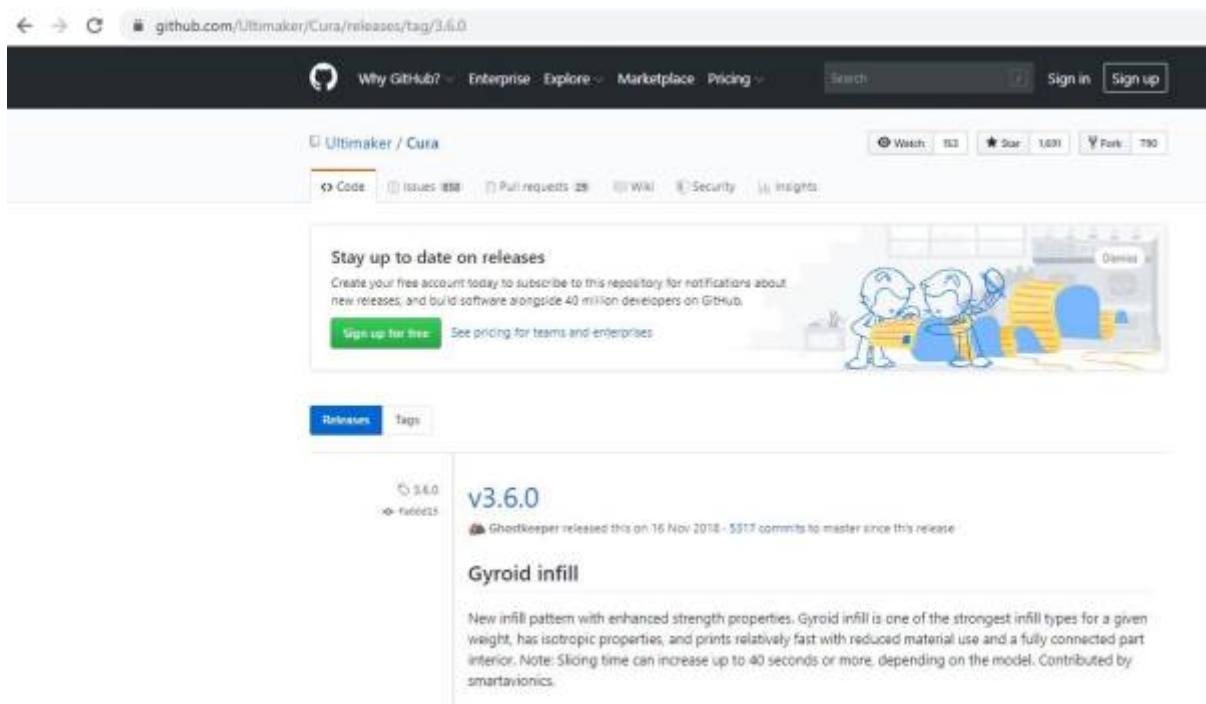 github.com/Ultimaker/Cura/releases/tag/3.6.0
Why GitHub? Enterprise Explore Marketplace Pricing Search / Sign in Sign up
Ultimaker / Cura Watch 153 Star 1,691 Fork 790
Code Issues 858 Pull requests 29 Wiki Security Insights
Stay up to date on releases Dismiss
Create your free account today to subscribe to this repository for notifications about
new releases, and build software alongside 40 million developers on GitHub.
Sign up for free See pricing for teams and enterprises
Releases Tags
3.6.0
v3.6.0
Ghostkeeper released this on 16 Nov 2018 · 5317 commits to master since this release
Gyroid infill
New infill pattern with enhanced strength properties. Gyroid infill is one of the strongest infill types for a given
weight, has isotropic properties, and prints relatively fast with reduced material use and a fully connected part
interior. Note: Slicing time can increase up to 40 seconds or more, depending on the model. Contributed by
smartavionics.